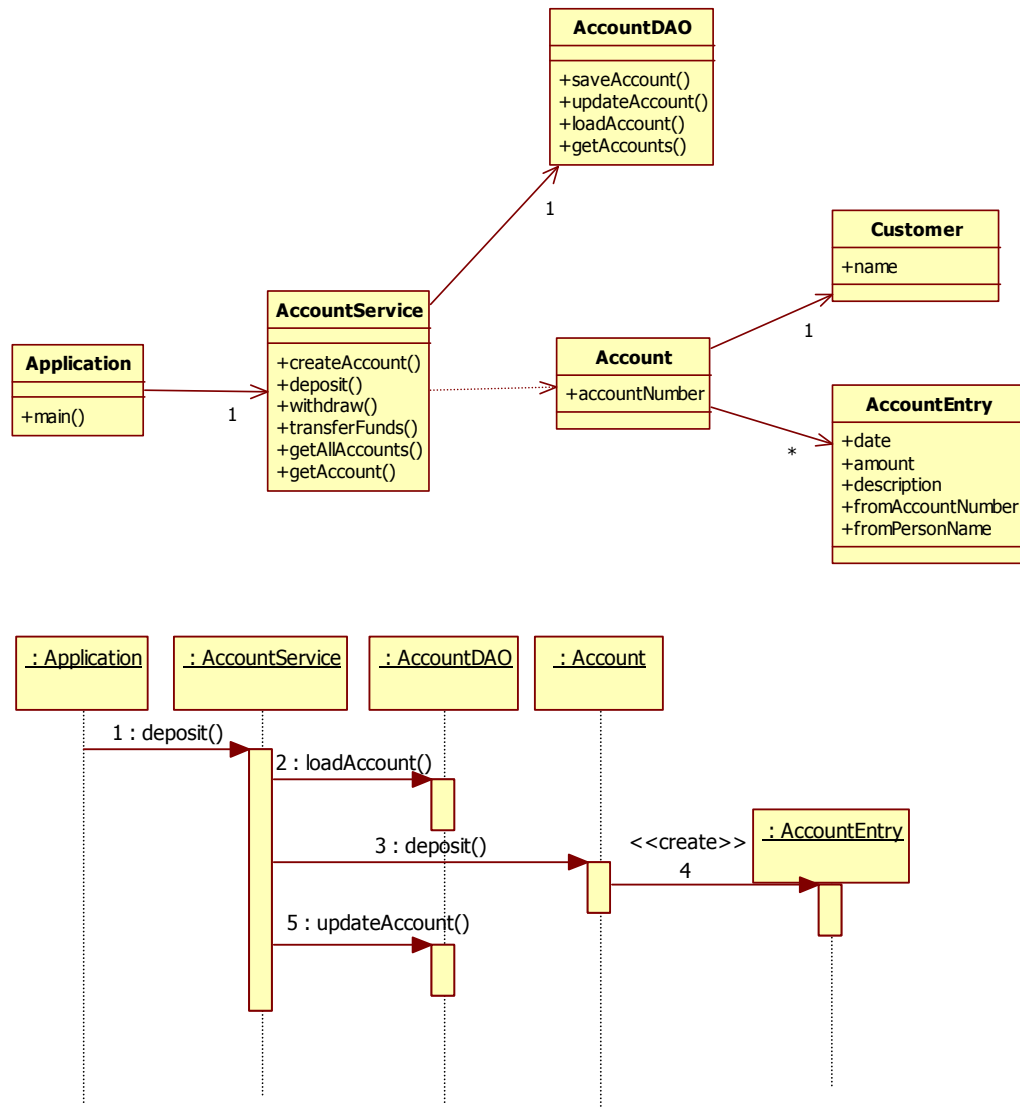 AccountDAO
+saveAccount()
+updateAccount()
+loadAccount()
+getAccounts()
1
Customer
+name
1
AccountService
+createAccount()
+deposit()
+withdraw()
+transferFunds()
+getAllAccounts()
+getAccount()
Application
+main()
1
Account
+accountNumber
AccountEntry
+date
+amount
+description
+fromAccountNumber
+fromPersonName
*
: Application
: AccountService
: AccountDAO
: Account
1 : deposit()
2 : loadAccount()
3 : deposit()
<<create>>
4
: AccountEntry
5 : updateAccount()